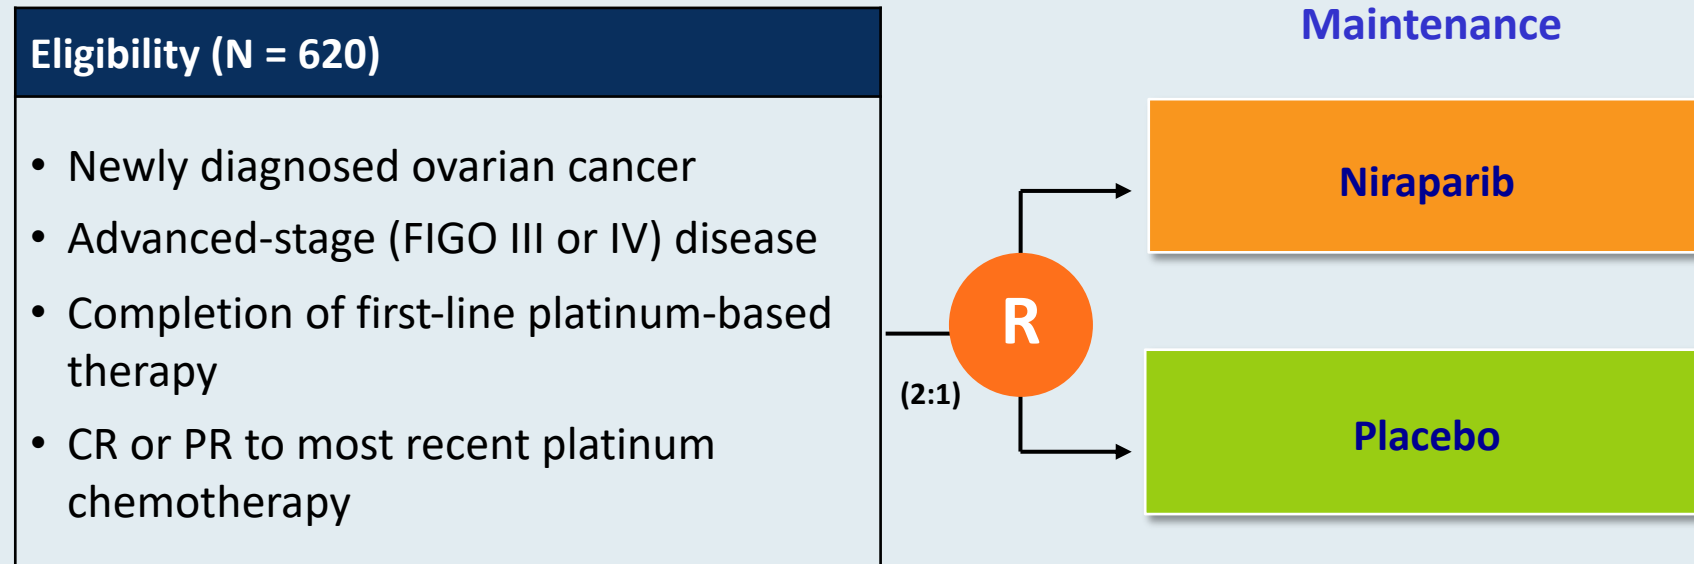 Eligibility (N = 620)
• Newly diagnosed ovarian cancer
• Advanced-stage (FIGO III or IV) disease
• Completion of first-line platinum-based
therapy
• CR or PR to most recent platinum
chemotherapy
R
(2:1)
Maintenance
Niraparib
Placebo